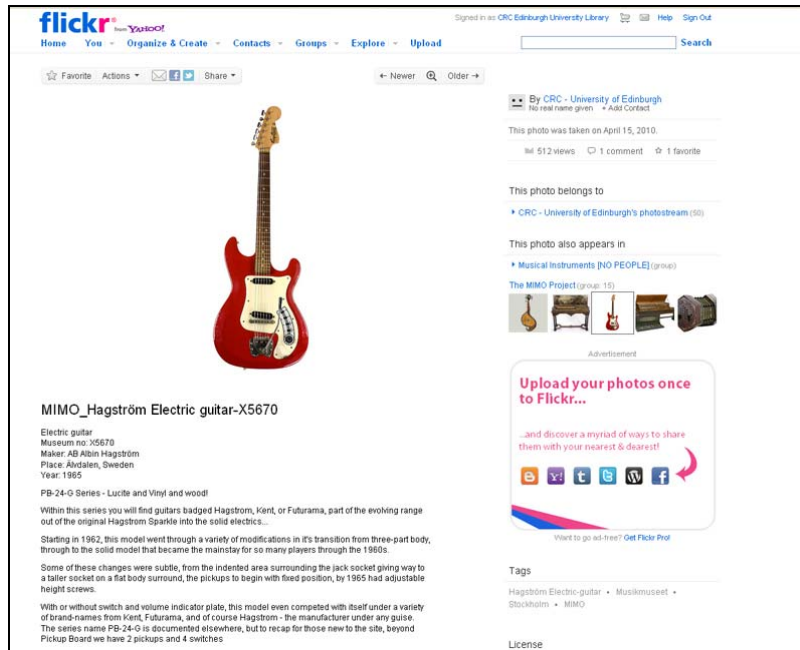 flickr from YAHOO!
Signed in as CRC Edinburgh University Library Help Sign Out
Home You Organize & Create Contacts Groups Explore Upload
Search
Favorite Actions Share
← Newer Older →
MIMO_Hagström Electric guitar-X5670
Electric guitar
Museum no: X5670
Maker: AB Albin Hagström
Place: Älvdalen, Sweden
Year: 1965
PB-24-G Series - Lucite and Vinyl and wood!
Within this series you will find guitars badged Hagstrom, Kent, or Futurama, part of the evolving range
out of the original Hagstrom Sparkle into the solid electrics...
Starting in 1962, this model went through a variety of modifications in it's transition from three-part body,
through to the solid model that became the mainstay for so many players through the 1960s.
Some of these changes were subtle, from the indented area surrounding the jack socket giving way to
a taller socket on a flat body surround, the pickups to begin with fixed position, by 1965 had adjustable
height screws.
With or without switch and volume indicator plate, this model even competed with itself under a variety
of brand-names from Kent, Futurama, and of course Hagstrom - the manufacturer under any guise.
The series name PB-24-G is documented elsewhere, but to recap for those new to the site, beyond
Pickup Board we have 2 pickups and 4 switches
By CRC - University of Edinburgh
No real name given + Add Contact
This photo was taken on April 15, 2010.
512 views 1 comment 1 favorite
This photo belongs to
CRC - University of Edinburgh's photostream (50)
This photo also appears in
Musical Instruments [NO PEOPLE] (group)
The MIMO Project (group: 15)
Advertisement
Upload your photos once
to Flickr...
...and discover a myriad of ways to share
them with your nearest & dearest!
Want to go ad-free? Get Flickr Pro!
Tags
Hagström Electric-guitar • Musikmuseet •
Stockholm • MIMO
License